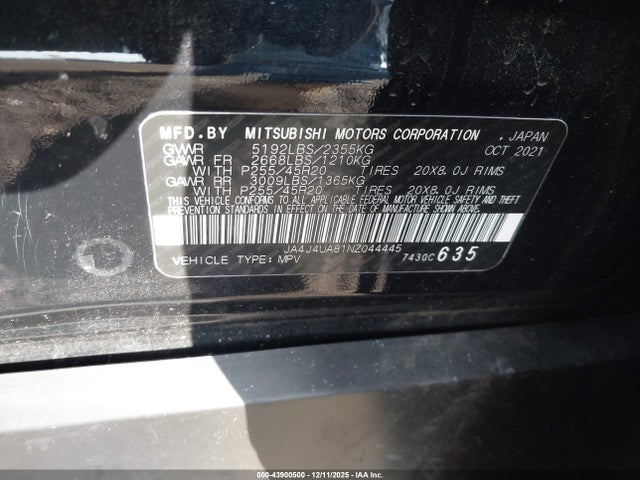 MFD.BY MITSUBISHI MOTORS CORPORATION , JAPAN
GVWR 5192LBS/2355KG OCT 2021
GAWR FR 2668LBS/1210KG
WITH P255/45R20 TIRES 20X8.0J RIMS
GAWR RR 3009LBS/1365KG
WITH P255/45R20 TIRES 20X8.0J RIMS
THIS VEHICLE CONFORMS TO ALL APPLICABLE FEDERAL MOTOR VEHICLE SAFETY AND
THEFT PREVENTION STANDARDS IN EFFECT ON THE DATE OF MANUFACTURE SHOWN ABOVE.
JA4J4UA81NZ044445
VEHICLE TYPE: MPV 7430C 635
000-43900500 - 12/11/2025 - IAA Inc.